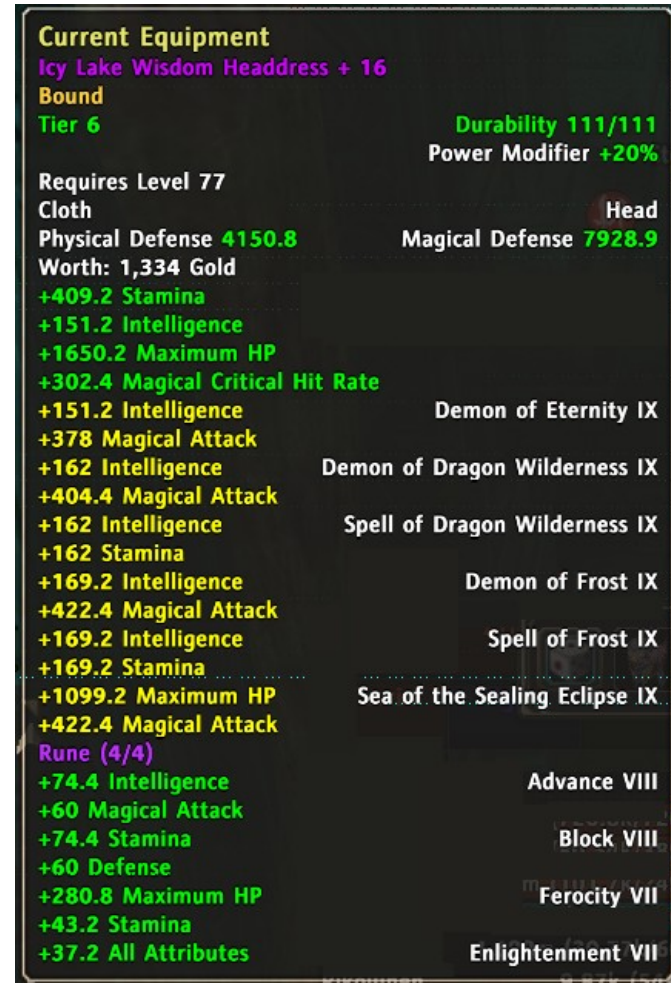 Current Equipment
Icy Lake Wisdom Headdress + 16
Bound
Tier 6 Durability 111/111
Power Modifier +20%
Requires Level 77
Cloth Head
Physical Defense 4150.8 Magical Defense 7928.9
Worth: 1,334 Gold
+409.2 Stamina
+151.2 Intelligence
+1650.2 Maximum HP
+302.4 Magical Critical Hit Rate
+151.2 Intelligence Demon of Eternity IX
+378 Magical Attack
+162 Intelligence Demon of Dragon Wilderness IX
+404.4 Magical Attack
+162 Intelligence Spell of Dragon Wilderness IX
+162 Stamina
+169.2 Intelligence Demon of Frost IX
+422.4 Magical Attack
+169.2 Intelligence Spell of Frost IX
+169.2 Stamina
+1099.2 Maximum HP Sea of the Sealing Eclipse IX
+422.4 Magical Attack
Rune (4/4)
+74.4 Intelligence Advance VIII
+60 Magical Attack
+74.4 Stamina Block VIII
+60 Defense
+280.8 Maximum HP Ferocity VII
+43.2 Stamina
+37.2 All Attributes Enlightenment VII